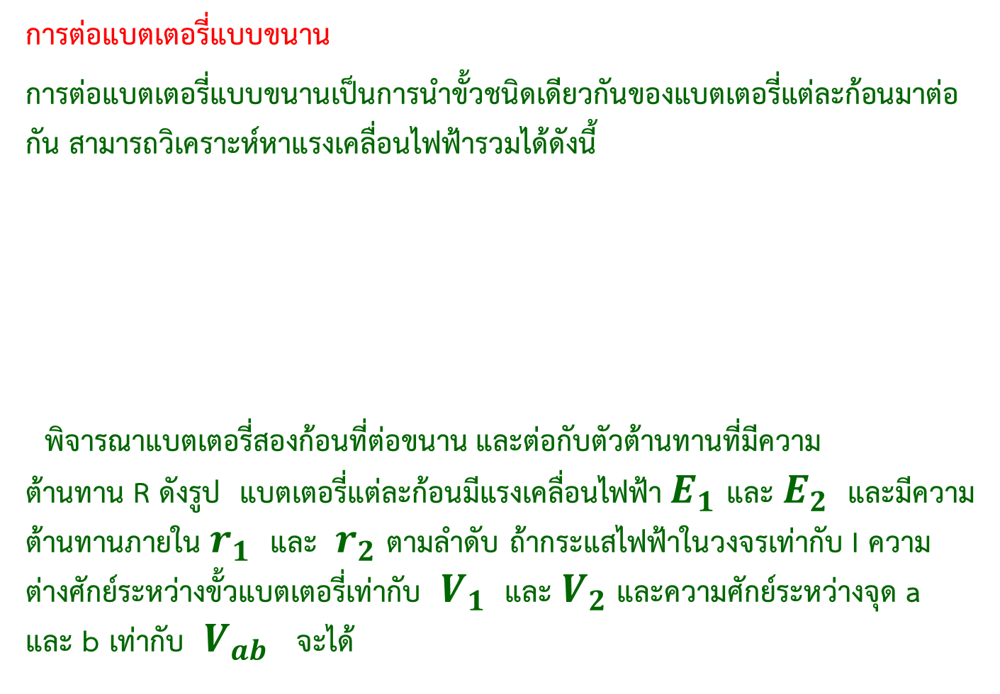 การต่อแบตเตอรี่แบบขนาน
การต่อแบตเตอรี่แบบขนานเป็นการนำขั้วชนิดเดียวกันของแบตเตอรี่แต่ละก้อนมาต่อ
กัน สามารถวิเคราะห์หาแรงเคลื่อนไฟฟ้ารวมได้ดังนี้
พิจารณาแบตเตอรี่สองก้อนที่ต่อขนาน และต่อกับตัวต้านทานที่มีความ
ต้านทาน R ดังรูป แบตเตอรี่แต่ละก้อนมีแรงเคลื่อนไฟฟ้า E₁ และ E₂ และมีความ
ต้านทานภายใน r₁ และ r₂ ตามลำดับ ถ้ากระแสไฟฟ้าในวงจรเท่ากับ I ความ
ต่างศักย์ระหว่างขั้วแบตเตอรี่เท่ากับ V₁ และ V₂ และความศักย์ระหว่างจุด a
และ b เท่ากับ V_ab จะได้